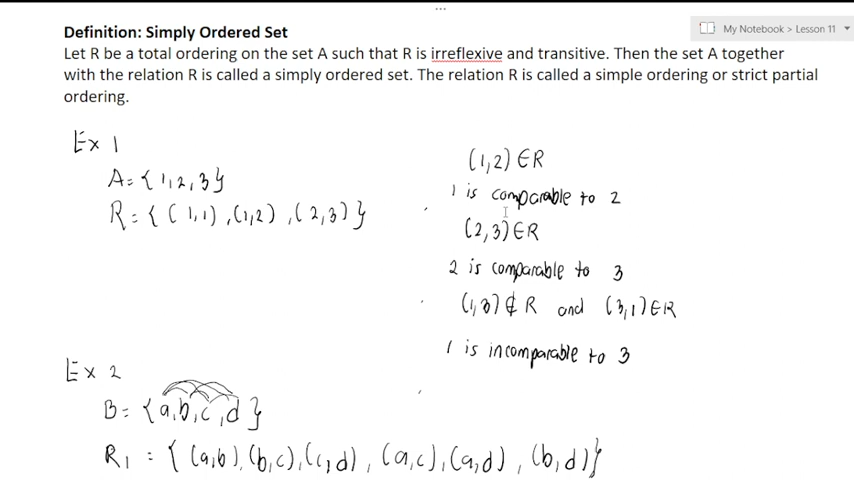 My Notebook > Lesson 11
Definition: Simply Ordered Set
Let R be a total ordering on the set A such that R is irreflexive and transitive. Then the set A together
with the relation R is called a simply ordered set. The relation R is called a simple ordering or strict partial
ordering.
Ex 1
A = {1,2,3}
R = { (1,1) , (1,2) , (2,3) }
(1,2) ∈ R
1 is comparable to 2
(2,3) ∈ R
2 is comparable to 3
(1,3) ∉ R and (3,1) ∈ R
1 is incomparable to 3
Ex 2
B = {a,b,c,d}
R1 = { (a,b), (b,c), (c,d), (a,c), (a,d), (b,d)}